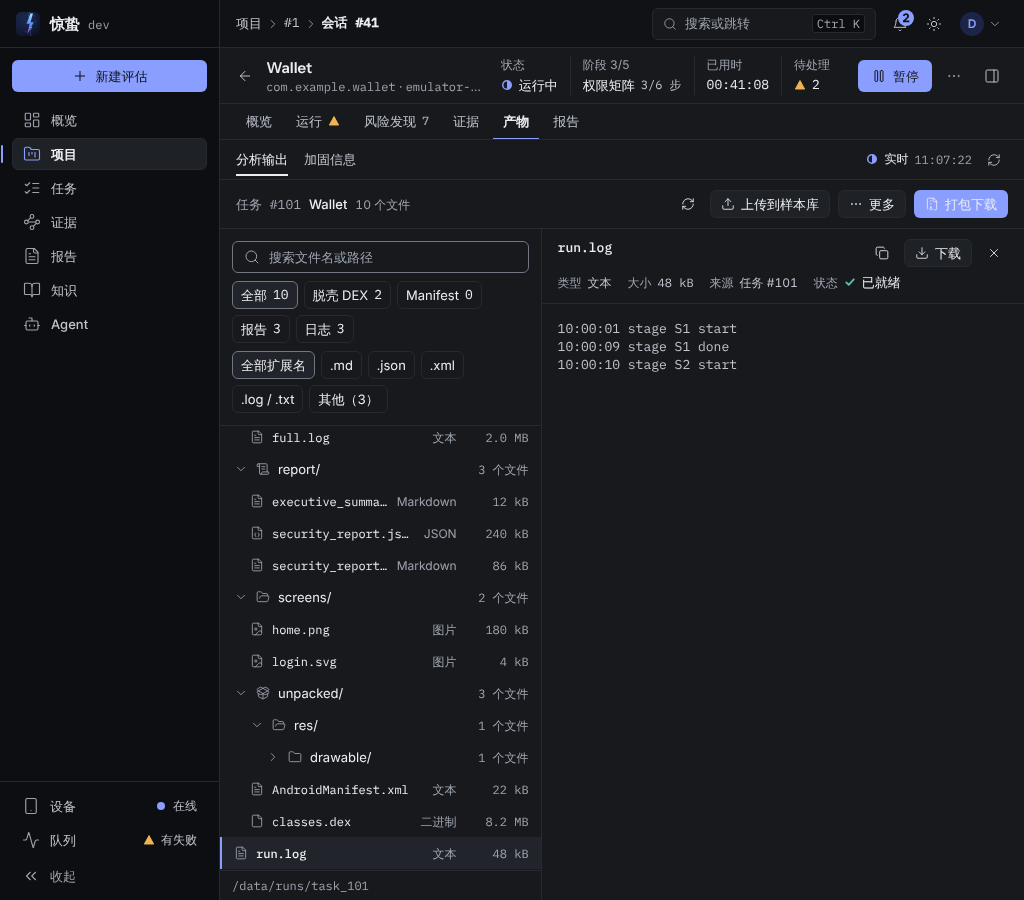 惊蛰 dev
项目 > #1 > 会话 #41
搜索或跳转 Ctrl K
2
D
新建评估
概览
项目
任务
证据
报告
知识
Agent
设备 在线
队列 有失败
收起
Wallet
com.example.wallet · emulator-…
状态
运行中
阶段 3/5
权限矩阵 3/6 步
已用时
00:41:08
待处理
2
暂停
概览 运行 风险发现 7 证据 产物 报告
分析输出 加固信息
实时 11:07:22
任务 #101 Wallet 10 个文件
上传到样本库 更多 打包下载
搜索文件名或路径
全部 10 脱壳 DEX 2 Manifest 0
报告 3 日志 3
全部扩展名 .md .json .xml
.log / .txt 其他（3）
full.log 文本 2.0 MB
report/ 3 个文件
executive_summa… Markdown 12 kB
security_report.js… JSON 240 kB
security_report… Markdown 86 kB
screens/ 2 个文件
home.png 图片 180 kB
login.svg 图片 4 kB
unpacked/ 3 个文件
res/ 1 个文件
drawable/ 1 个文件
AndroidManifest.xml 文本 22 kB
classes.dex 二进制 8.2 MB
run.log 文本 48 kB
/data/runs/task_101
run.log
下载
类型 文本 大小 48 kB 来源 任务 #101 状态 已就绪
10:00:01 stage S1 start
10:00:09 stage S1 done
10:00:10 stage S2 start